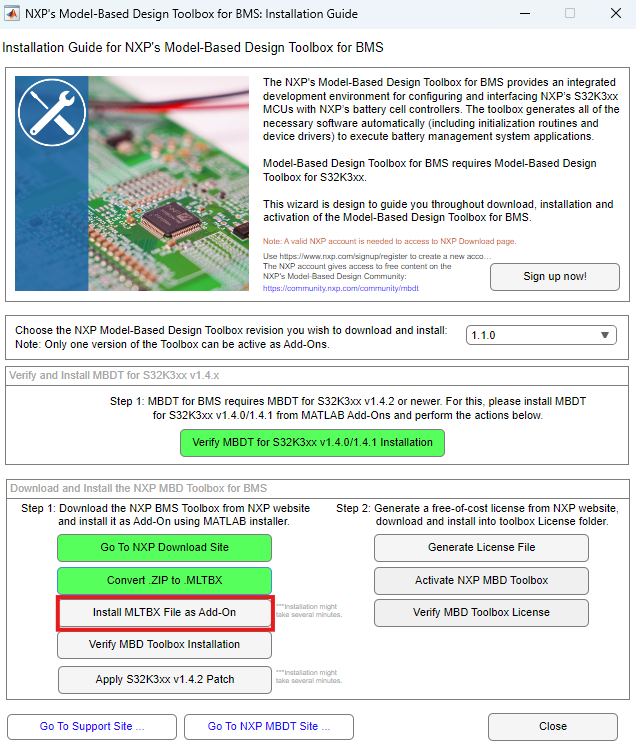 NXP's Model-Based Design Toolbox for BMS: Installation Guide
Installation Guide for NXP's Model-Based Design Toolbox for BMS
The NXP's Model-Based Design Toolbox for BMS provides an integrated
development environment for configuring and interfacing NXP's S32K3xx
MCUs with NXP's battery cell controllers. The toolbox generates all of the
necessary software automatically (including initialization routines and
device drivers) to execute battery management system applications.
Model-Based Design Toolbox for BMS requires Model-Based Design
Toolbox for S32K3xx.
This wizard is design to guide you throughout download, installation and
activation of the Model-Based Design Toolbox for BMS.
Note: A valid NXP account is needed to access to NXP Download page.
Use https://www.nxp.com/signup/register to create a new acco...
The NXP account gives access to free content on the
NXP's Model-Based Design Community:
https://community.nxp.com/community/mbdt
Sign up now!
Choose the NXP Model-Based Design Toolbox revision you wish to download and install:
Note: Only one version of the Toolbox can be active as Add-Ons.
1.1.0
Verify and Install MBDT for S32K3xx v1.4.x
Step 1: MBDT for BMS requires MBDT for S32K3xx v1.4.2 or newer. For this, please install MBDT
for S32K3xx v1.4.0/1.4.1 from MATLAB Add-Ons and perform the actions below.
Verify MBDT for S32K3xx v1.4.0/1.4.1 Installation
Download and Install the NXP MBD Toolbox for BMS
Step 1: Download the NXP BMS Toolbox from NXP website
and install it as Add-On using MATLAB installer.
Go To NXP Download Site
Convert .ZIP to .MLTBX
Install MLTBX File as Add-On
***Installation might
take several minutes.
Verify MBD Toolbox Installation
Apply S32K3xx v1.4.2 Patch
***Installation might
take several minutes.
Step 2: Generate a free-of-cost license from NXP website,
download and install into toolbox License folder.
Generate License File
Activate NXP MBD Toolbox
Verify MBD Toolbox License
Go To Support Site ...
Go To NXP MBDT Site ...
Close